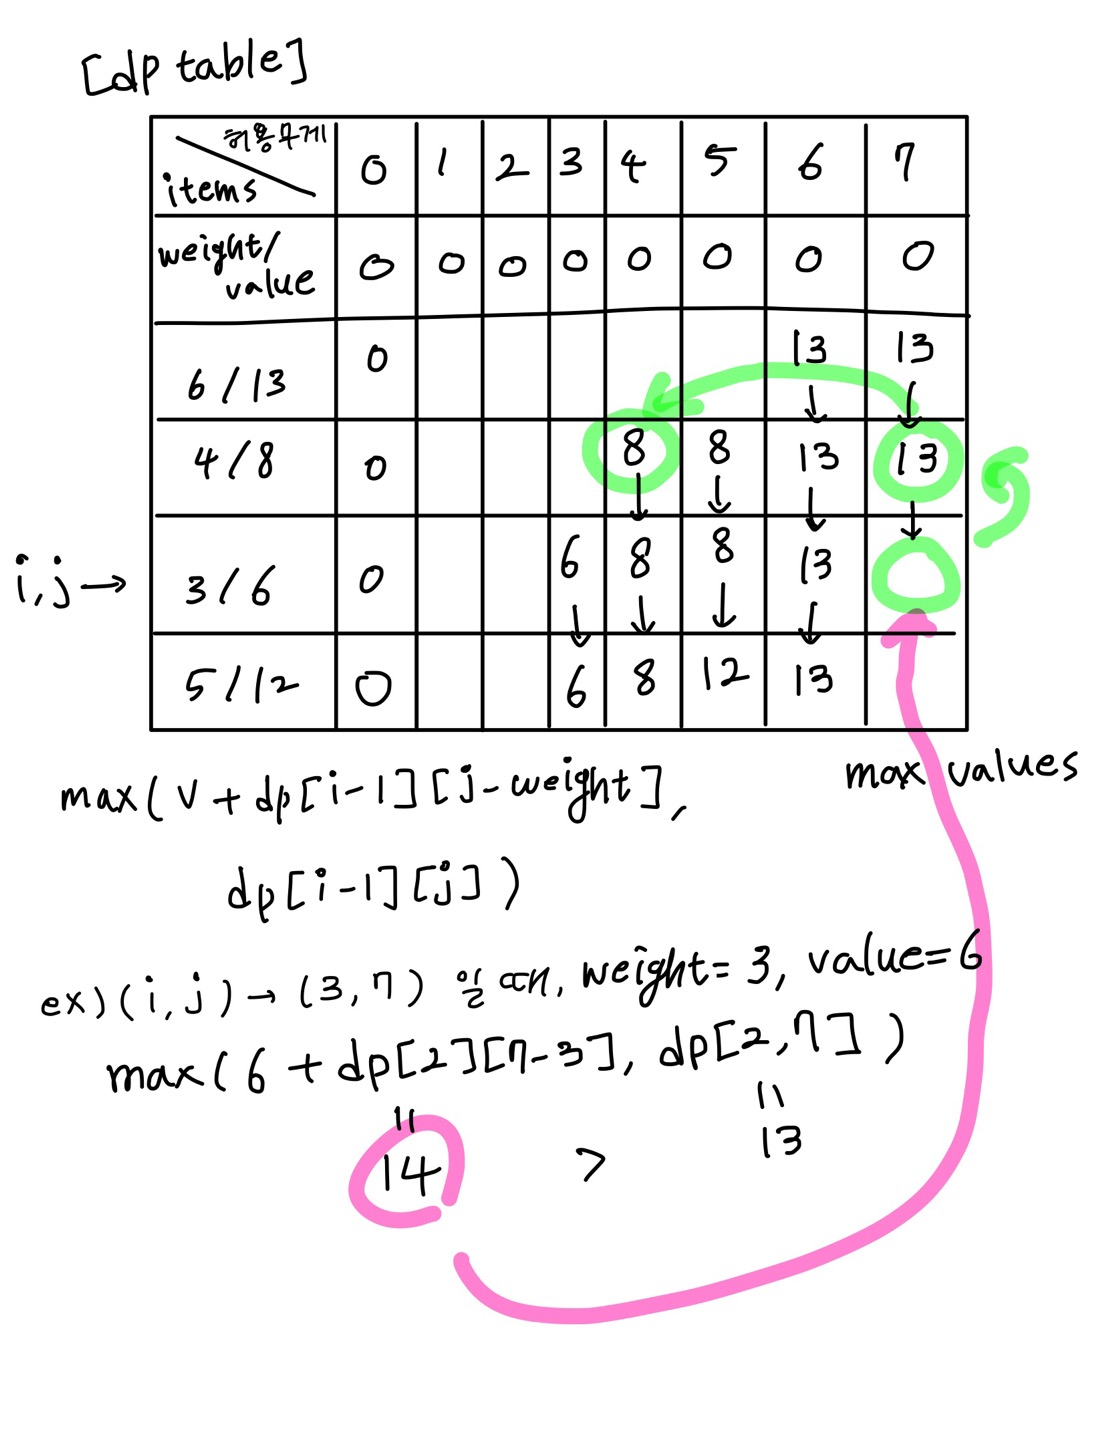 [dp table]
허용무게
items 0 1 2 3 4 5 6 7
weight/
value 0 0 0 0 0 0 0 0
6/13 0 13 13
↓ ↓
4/8 0 8 8 13 13
↓ ↓ ↓ ↓
i,j → 3/6 0 6 8 8 13
↓ ↓ ↓ ↓
5/12 0 6 8 12 13
max values
max( v + dp[i-1][j-weight],
dp[i-1][j])
ex)(i,j) → (3,7) 일 때, weight= 3, value=6
max( 6 + dp[2][7-3], dp[2,7])
11 11
14 > 13